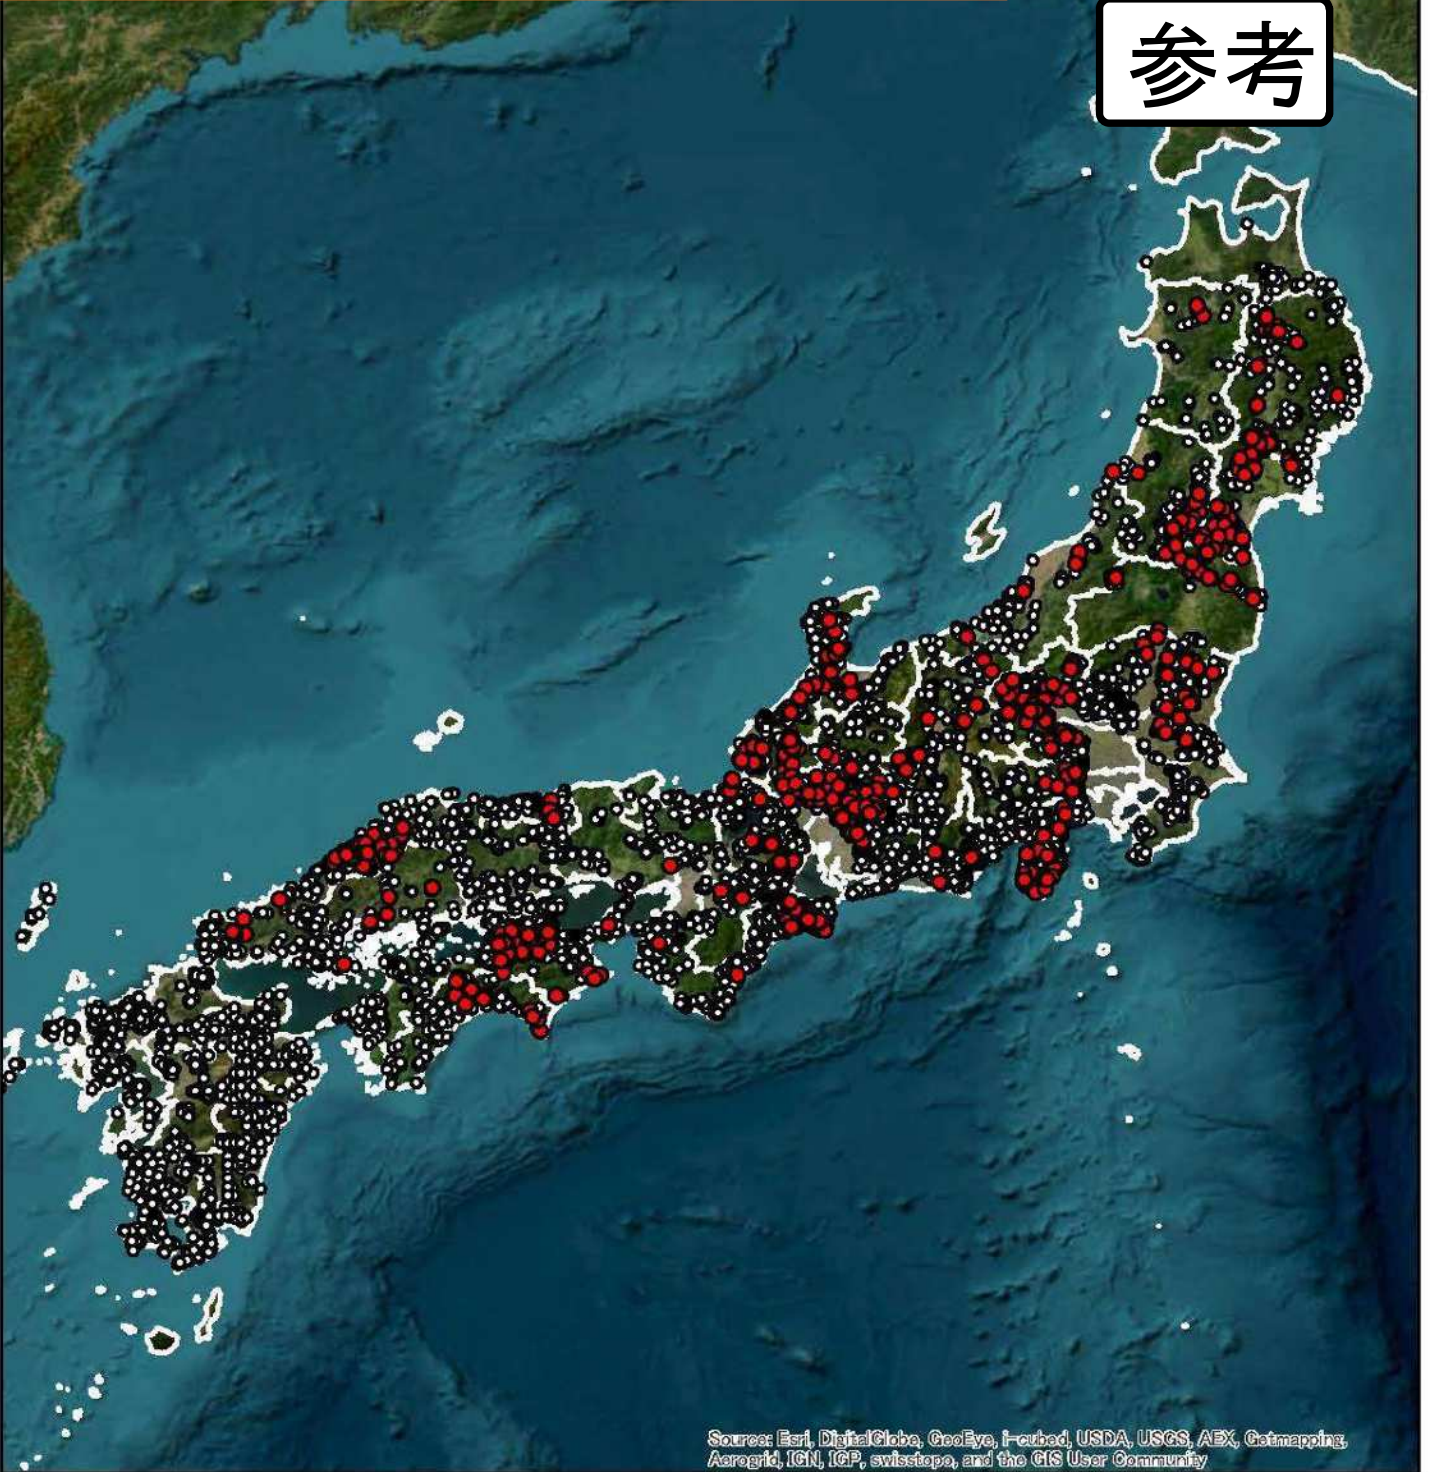 参考
Source: Esri, DigitalGlobe, GeoEye, i-cubed, USDA, USGS, AEX, Getmapping,
Aerogrid, IGN, IGP, swisstopo, and the GIS User Community